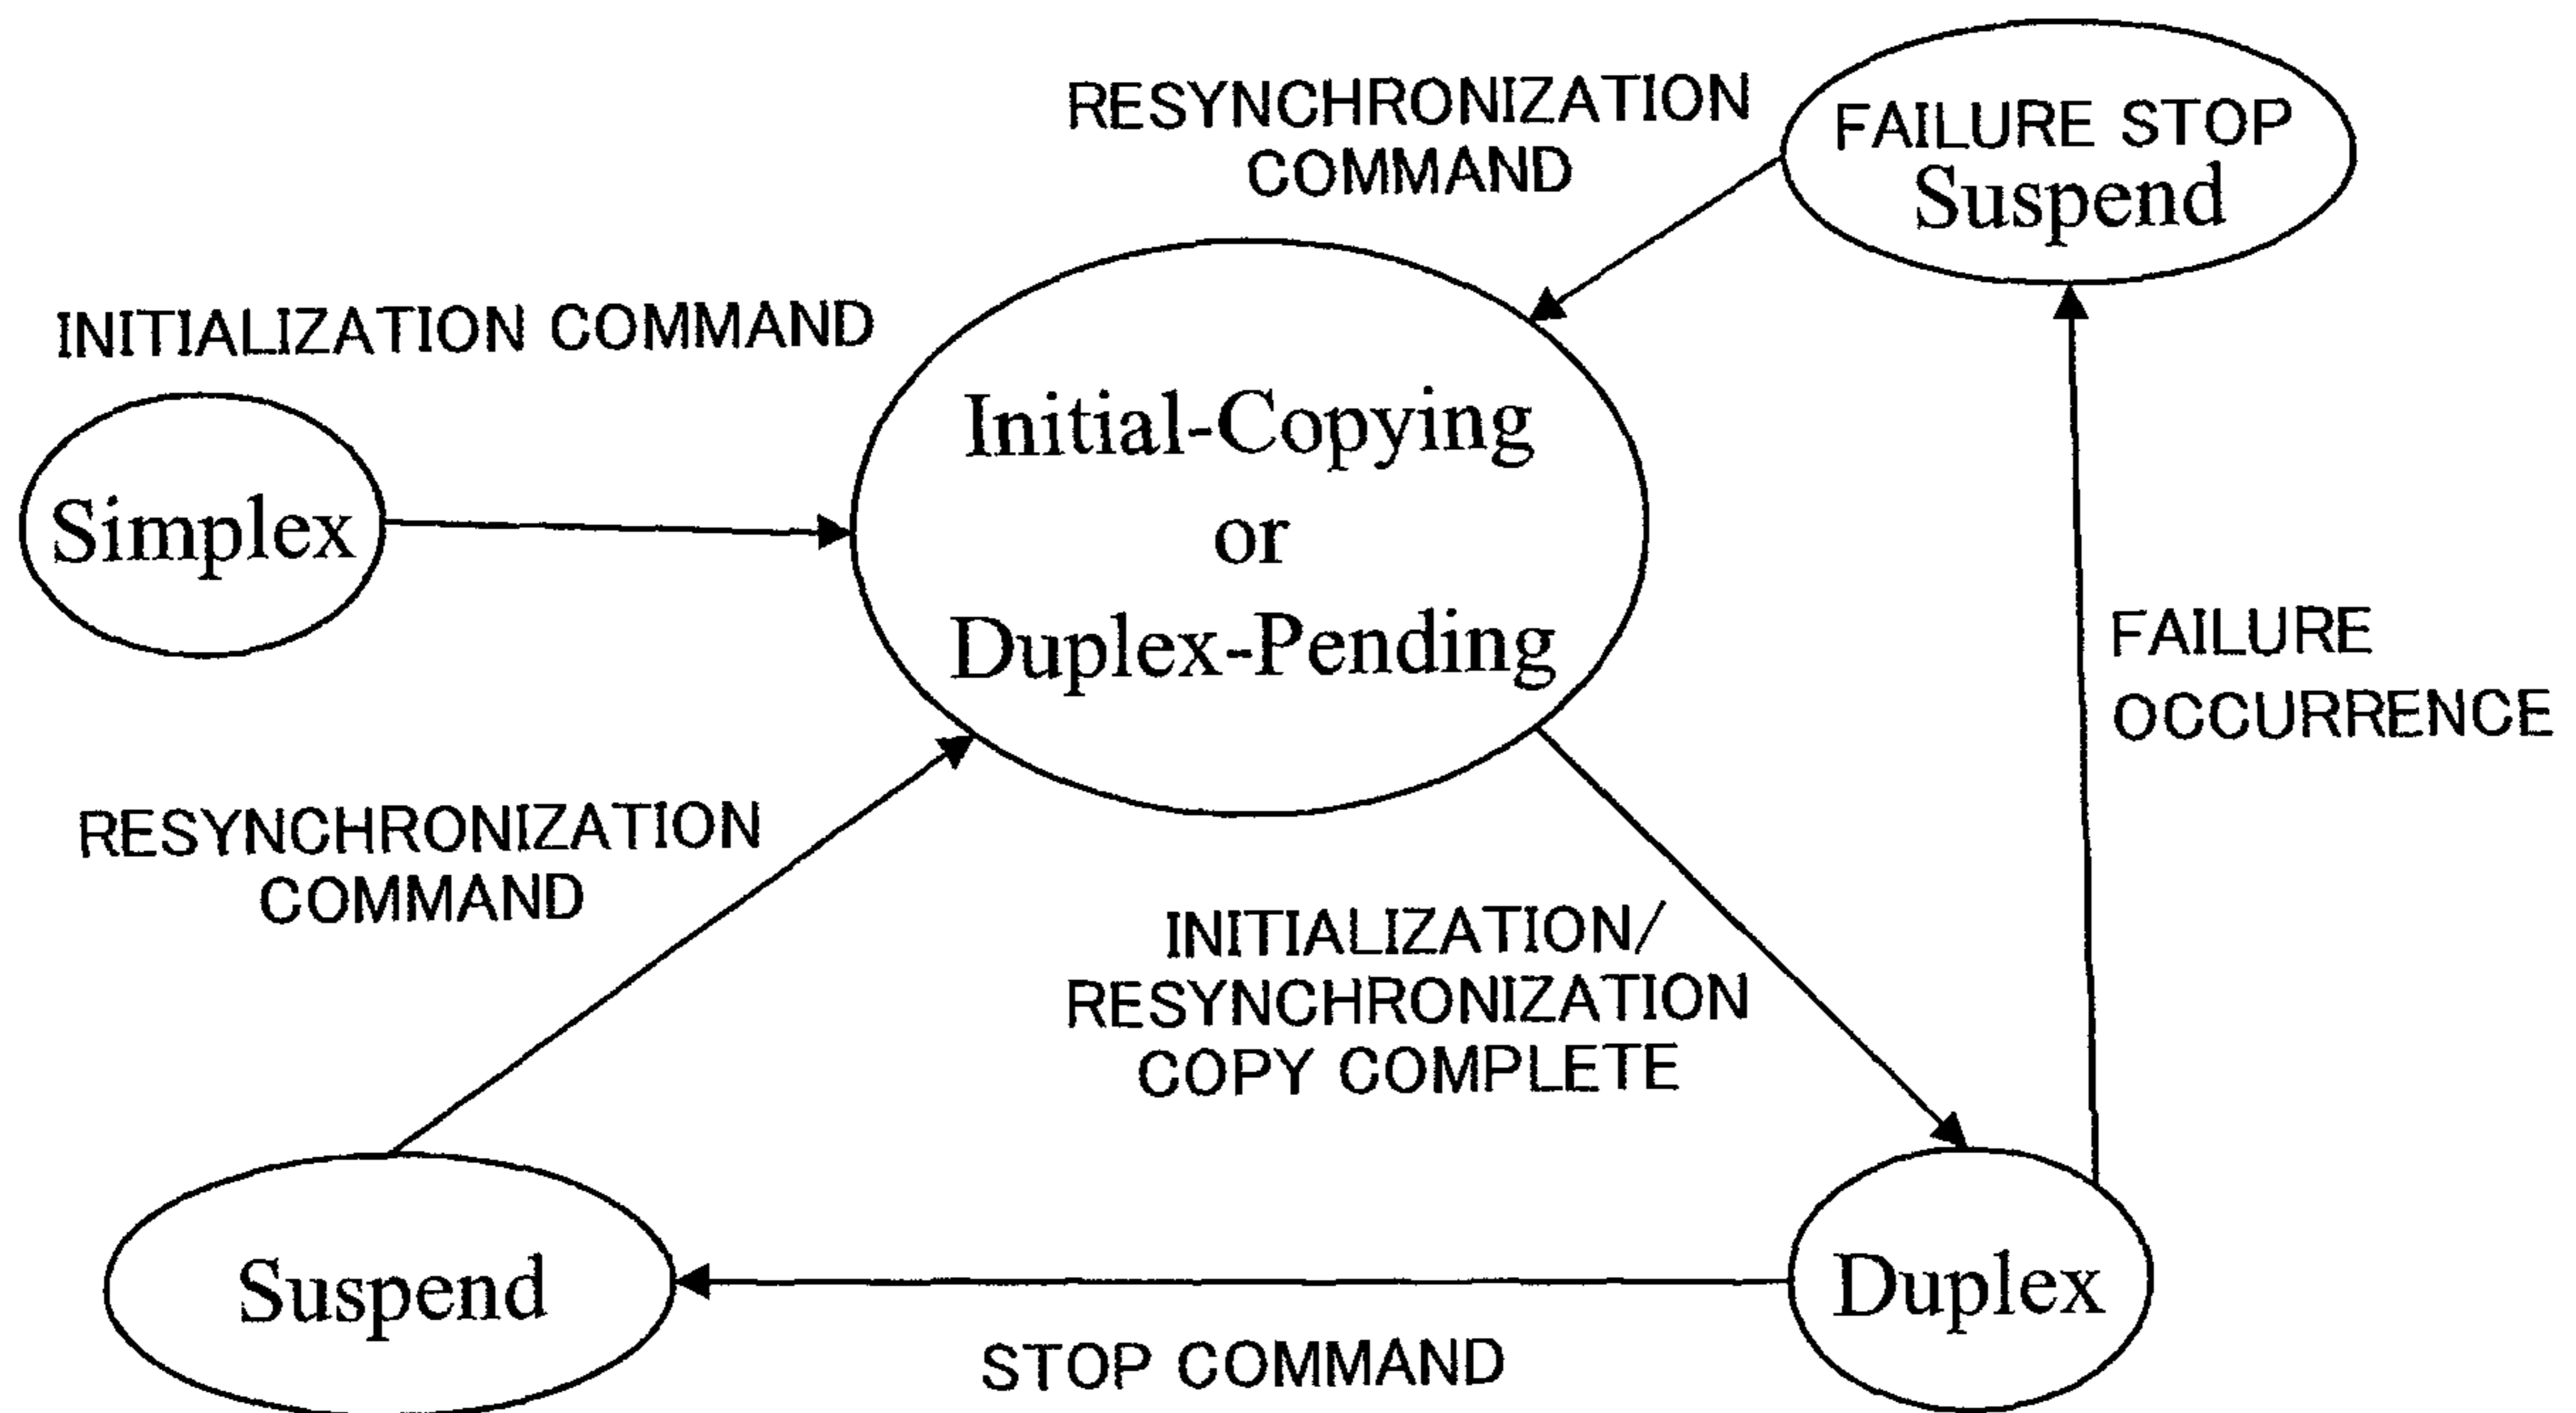 RESYNCHRONIZATION
COMMAND
FAILURE STOP
Suspend
INITIALIZATION COMMAND
Simplex
Initial-Copying
or
Duplex-Pending
FAILURE
OCCURRENCE
RESYNCHRONIZATION
COMMAND
INITIALIZATION/
RESYNCHRONIZATION
COPY COMPLETE
Suspend
Duplex
STOP COMMAND